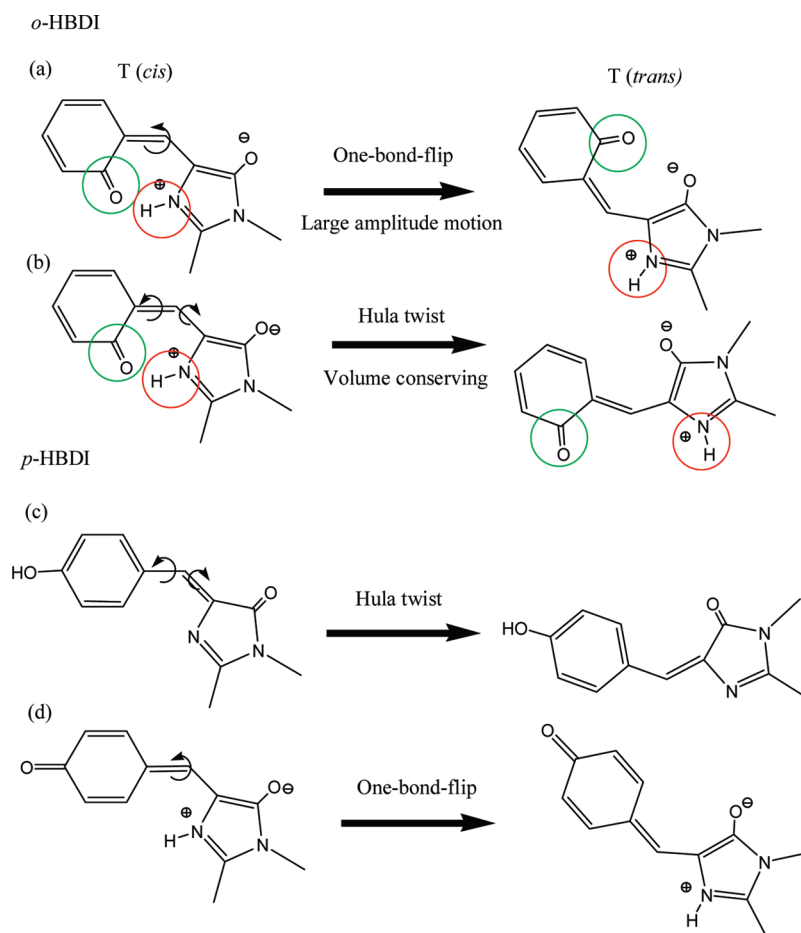 o-HBDI
(a)
T (cis)
T (trans)
O
H
N
⊕
O
⊖
N
One-bond-flip
Large amplitude motion
O
⊖
O
N
⊕
N
H
(b)
O
H
N
⊕
O⊖
N
Hula twist
Volume conserving
⊖
O
N
O
N
⊕
H
p-HBDI
(c)
HO
O
N
N
Hula twist
HO
O
N
N
(d)
O
⊕
H
N
O⊖
N
One-bond-flip
O
O⊖
N
⊕
N
H